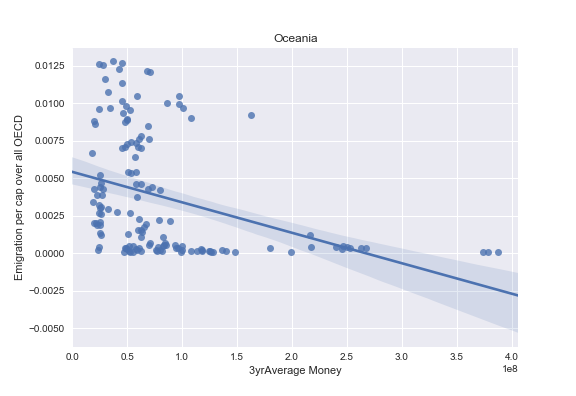 Oceania
Emigration per cap over all OECD
0.0125
0.0100
0.0075
0.0050
0.0025
0.0000
−0.0025
−0.0050
0.0 0.5 1.0 1.5 2.0 2.5 3.0 3.5 4.0
1e8
3yrAverage Money